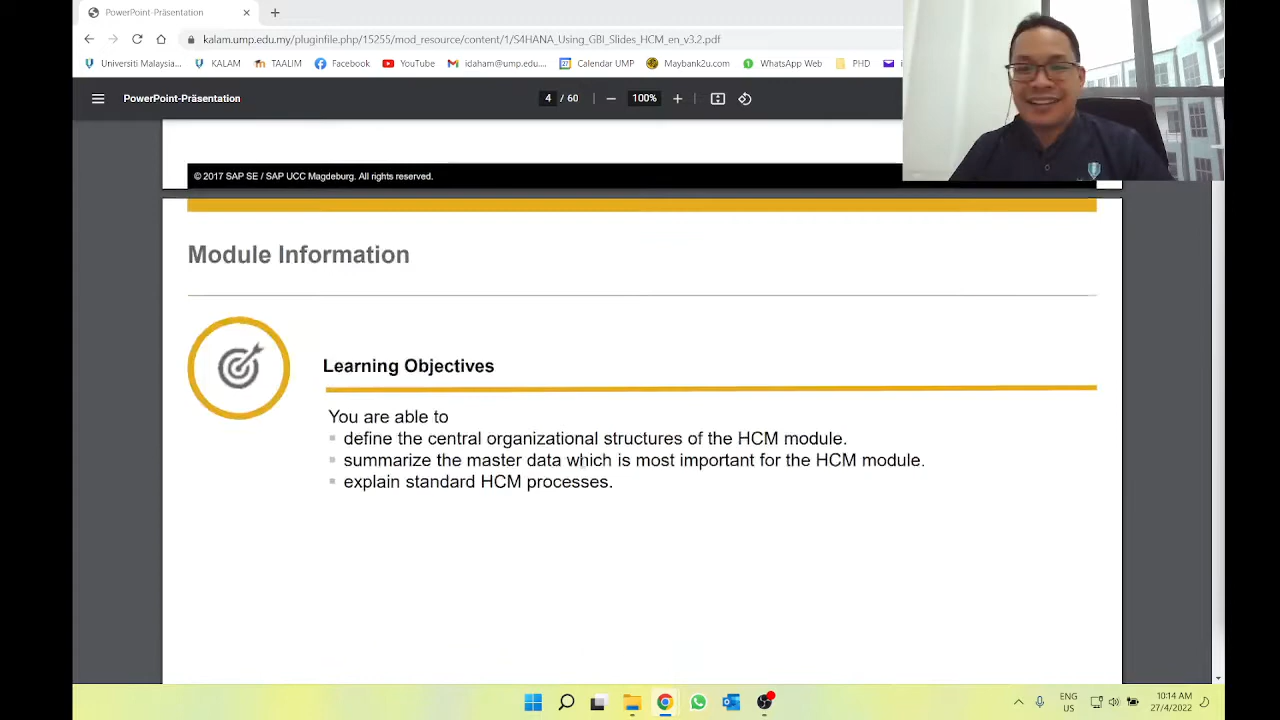 PowerPoint-Präsentation
kalam.ump.edu.my/pluginfile.php/15255/mod_resource/content/1/S4HANA_Using_GBI_Slides_HCM_en_v3.2.pdf
Universiti Malaysia... KALAM TAALIM Facebook YouTube idaham@ump.edu.... Calendar UMP Maybank2u.com WhatsApp Web PHD
PowerPoint-Präsentation 4 / 60 100%
© 2017 SAP SE / SAP UCC Magdeburg. All rights reserved.
Module Information
Learning Objectives
You are able to
define the central organizational structures of the HCM module.
summarize the master data which is most important for the HCM module.
explain standard HCM processes.
ENG 10:14 AM
US 27/4/2022